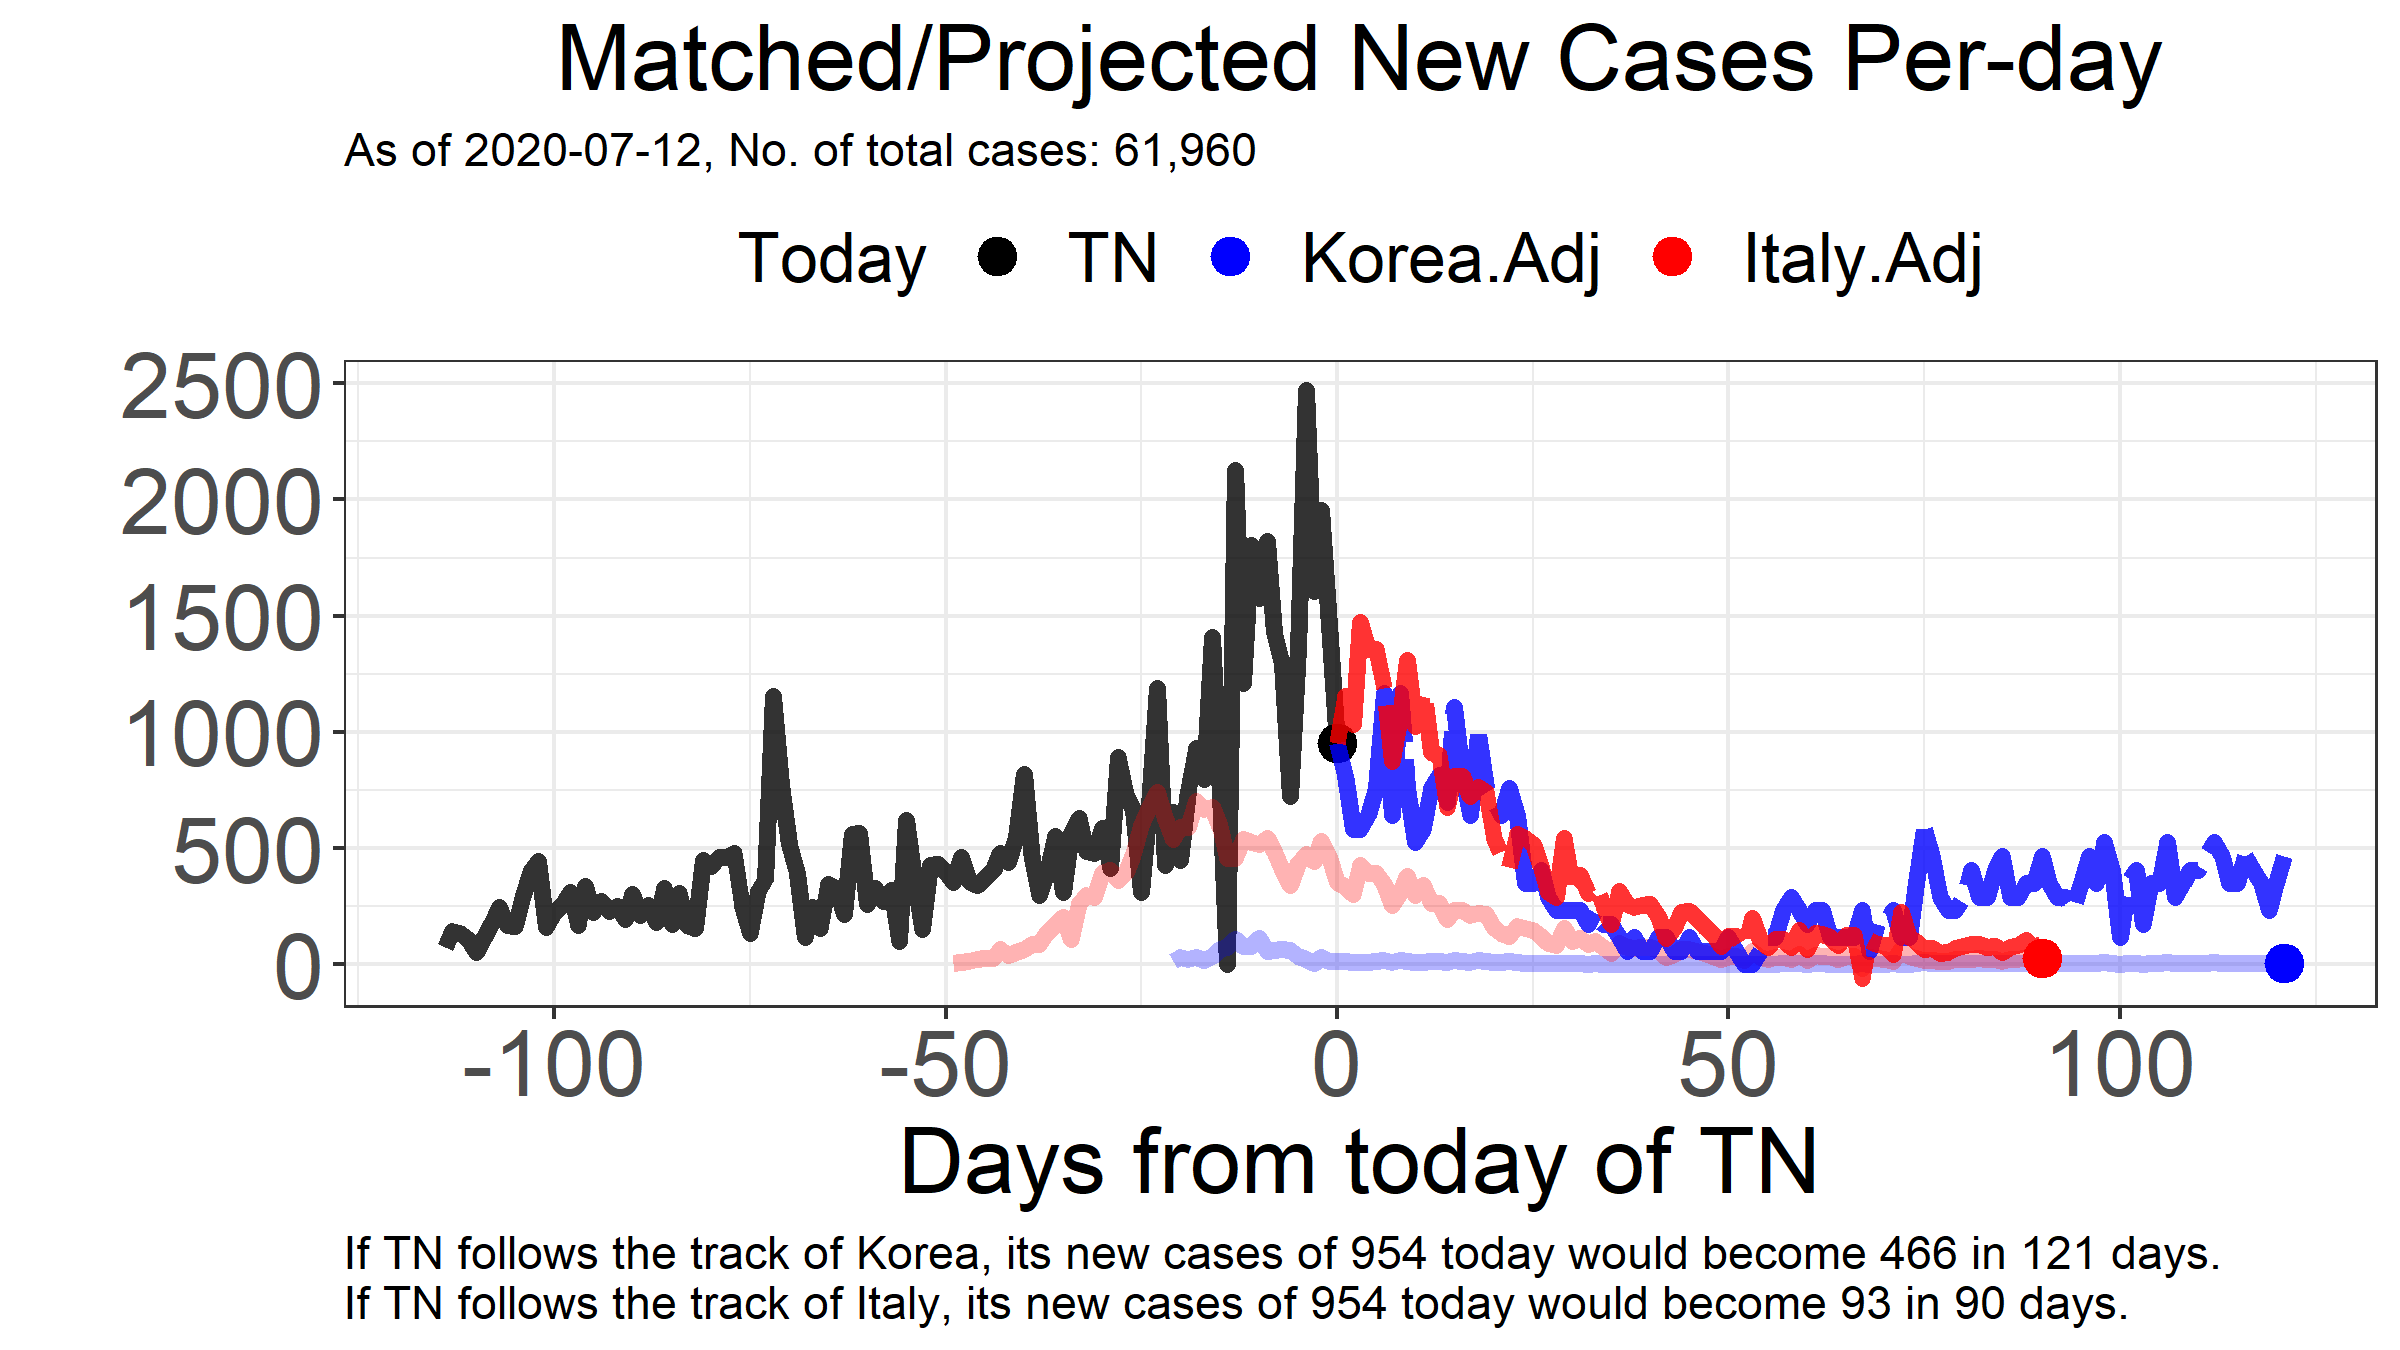 Matched/Projected New Cases Per-day
As of 2020-07-12, No. of total cases: 61,960
Today TN Korea.Adj Italy.Adj
2500
2000
1500
1000
500
0
-100 -50 0 50 100
Days from today of TN
If TN follows the track of Korea, its new cases of 954 today would become 466 in 121 days.
If TN follows the track of Italy, its new cases of 954 today would become 93 in 90 days.